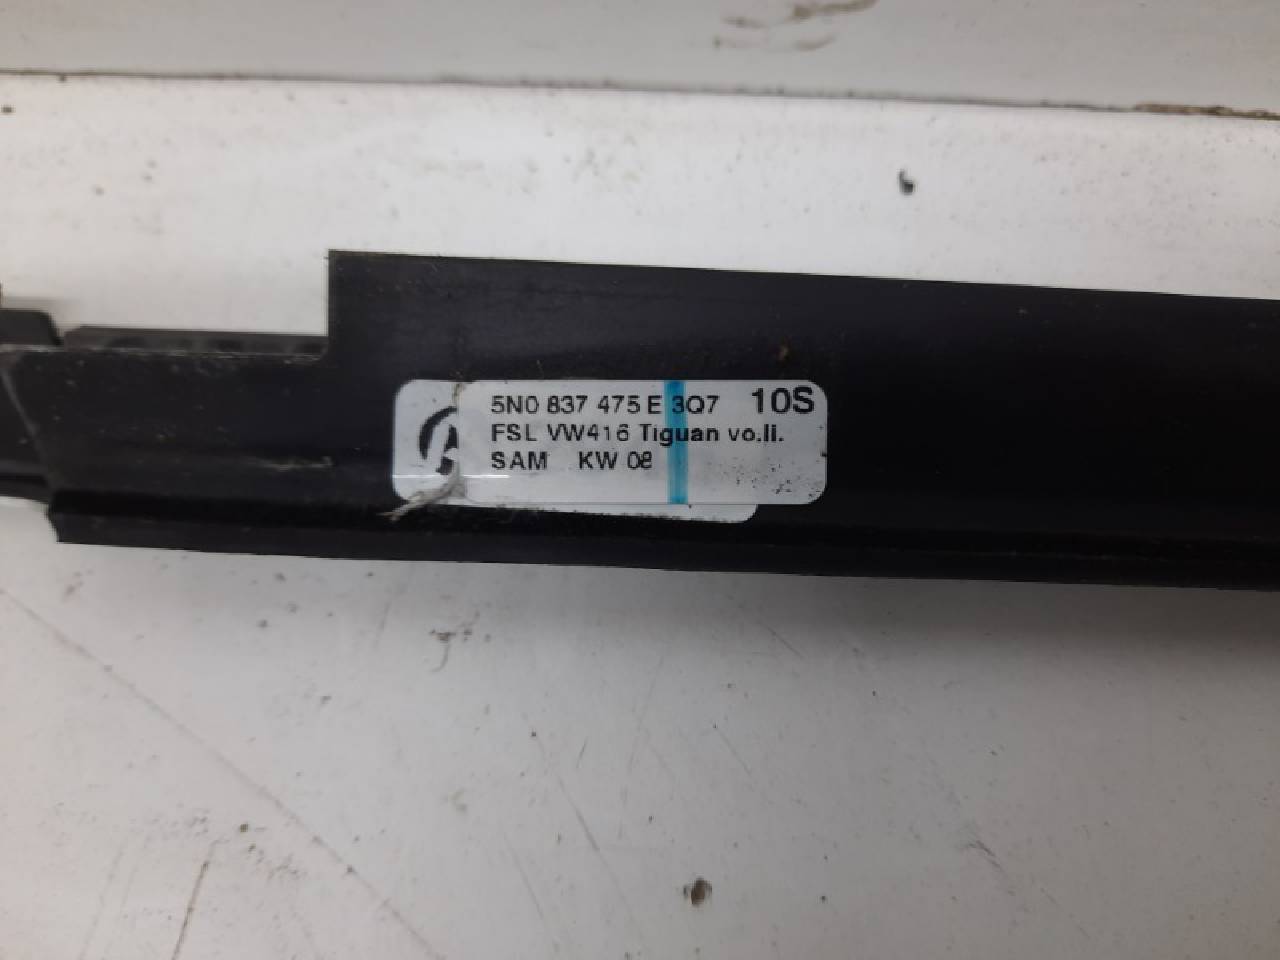 5N0 837 475 E 3Q7 10S
FSL VW416 Tiguan vo.li.
SAM KW 08